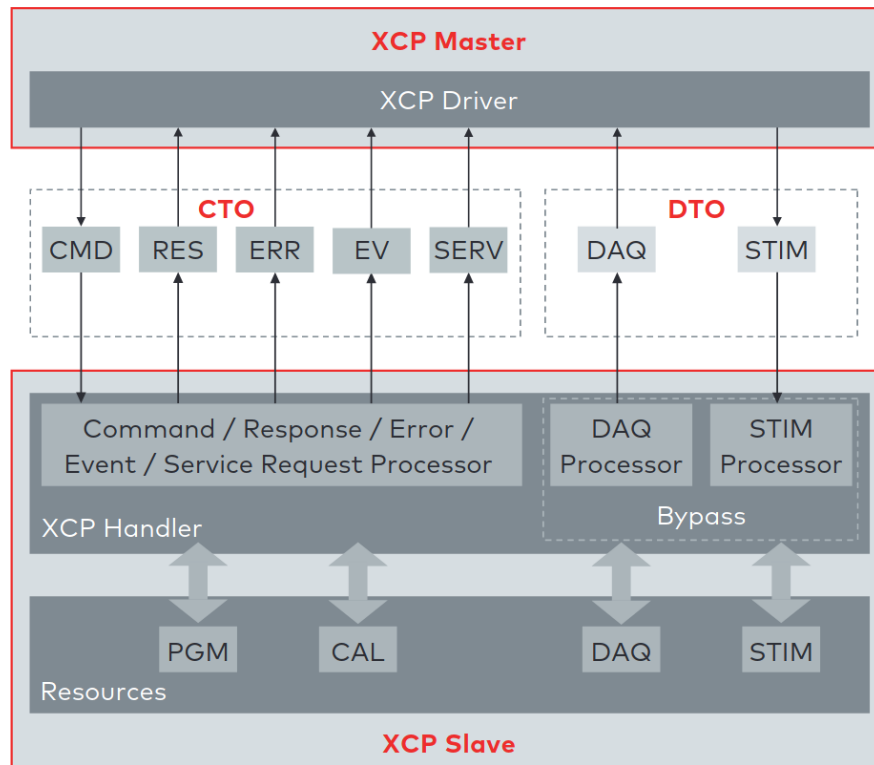 XCP Master
XCP Driver
CTO
DTO
CMD
RES
ERR
EV
SERV
DAQ
STIM
Command / Response / Error /
Event / Service Request Processor
DAQ
Processor
STIM
Processor
XCP Handler
Bypass
PGM
CAL
DAQ
STIM
Resources
XCP Slave